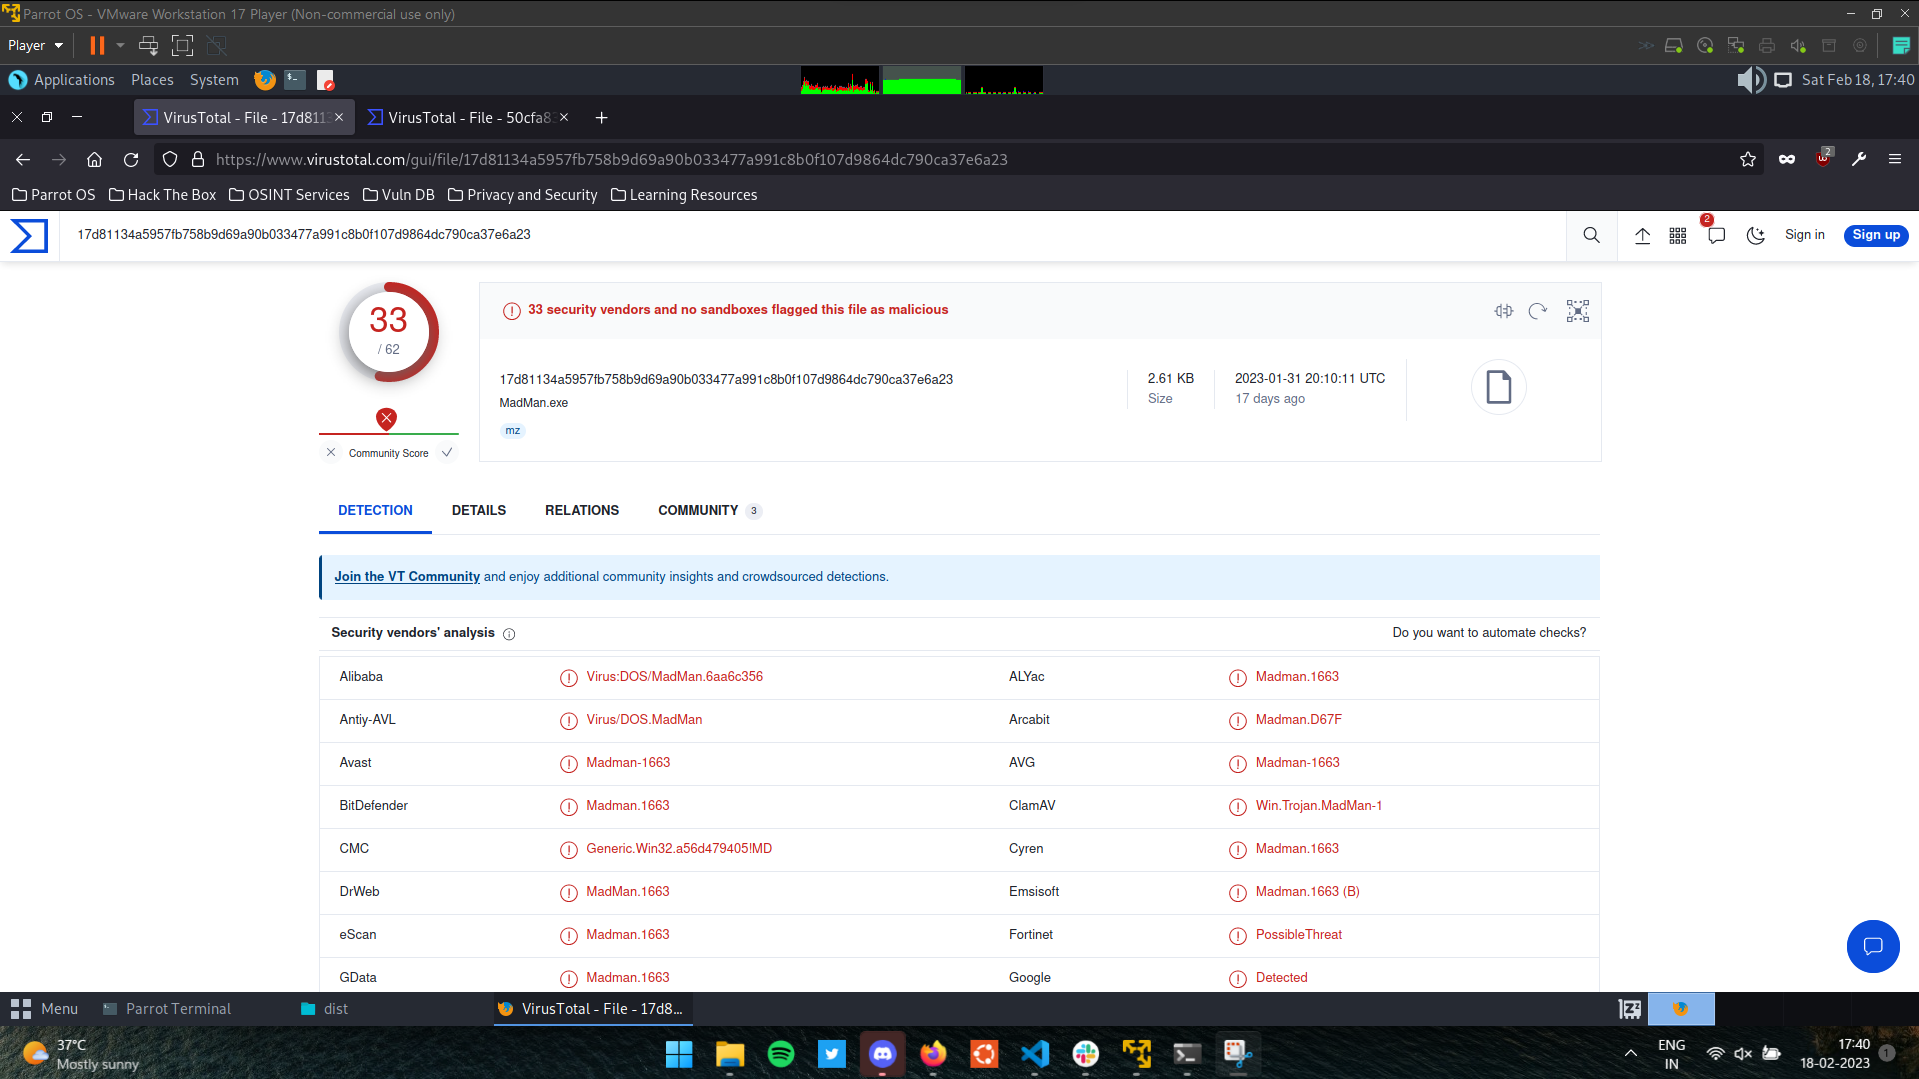 Parrot OS - VMware Workstation 17 Player (Non-commercial use only)
Player
Applications Places System
Sat Feb 18, 17:40
VirusTotal - File - 17d8113
VirusTotal - File - 50cfa8
https://www.virustotal.com/gui/file/17d81134a5957fb758b9d69a90b033477a991c8b0f107d9864dc790ca37e6a23
2
Parrot OS Hack The Box OSINT Services Vuln DB Privacy and Security Learning Resources
17d81134a5957fb758b9d69a90b033477a991c8b0f107d9864dc790ca37e6a23
2
Sign in
Sign up
33
/ 62
Community Score
33 security vendors and no sandboxes flagged this file as malicious
17d81134a5957fb758b9d69a90b033477a991c8b0f107d9864dc790ca37e6a23
MadMan.exe
mz
2.61 KB
Size
2023-01-31 20:10:11 UTC
17 days ago
DETECTION DETAILS RELATIONS COMMUNITY 3
Join the VT Community and enjoy additional community insights and crowdsourced detections.
Security vendors' analysis
Do you want to automate checks?
Alibaba Virus:DOS/MadMan.6aa6c356 ALYac Madman.1663
Antiy-AVL Virus/DOS.MadMan Arcabit Madman.D67F
Avast Madman-1663 AVG Madman-1663
BitDefender Madman.1663 ClamAV Win.Trojan.MadMan-1
CMC Generic.Win32.a56d479405!MD Cyren Madman.1663
DrWeb MadMan.1663 Emsisoft Madman.1663 (B)
eScan Madman.1663 Fortinet PossibleThreat
GData Madman.1663 Google Detected
Menu Parrot Terminal dist VirusTotal - File - 17d8...
37°C
Mostly sunny
ENG
IN
17:40
18-02-2023
1